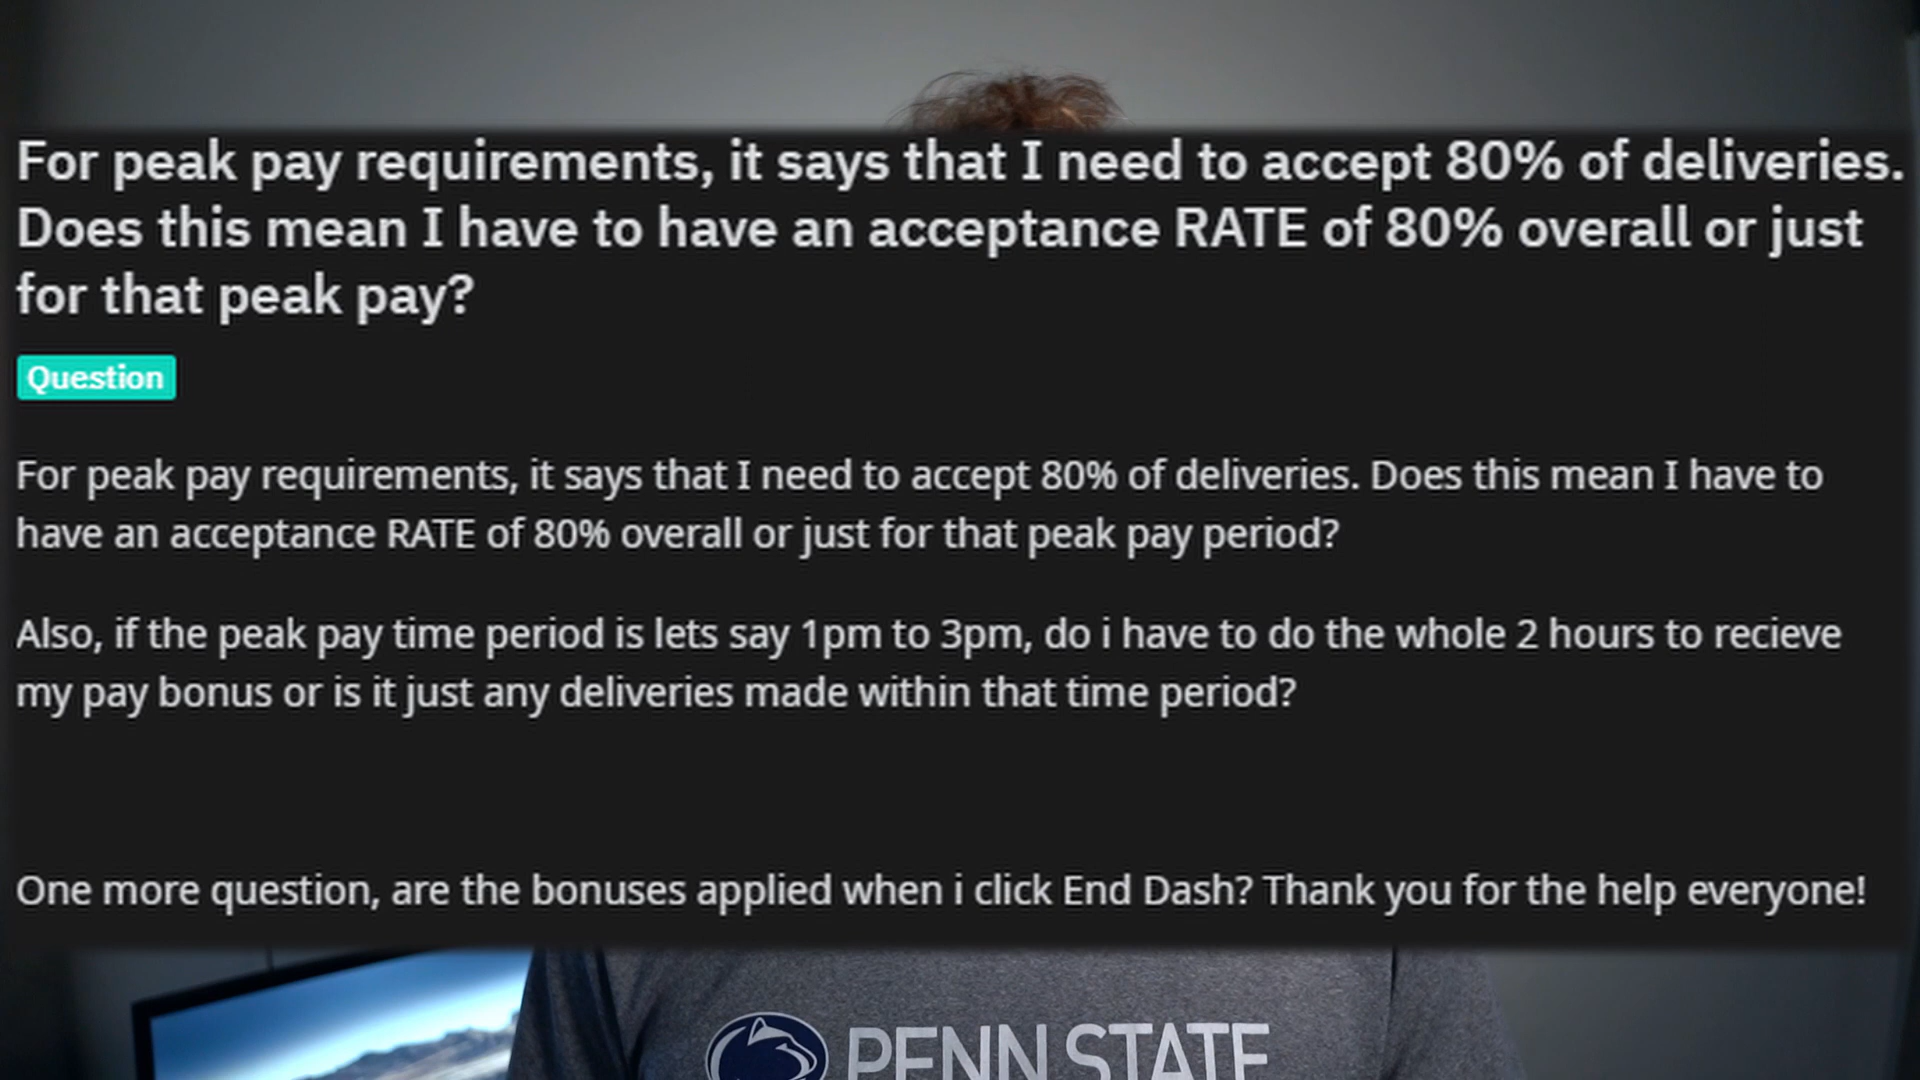 For peak pay requirements, it says that I need to accept 80% of deliveries.
Does this mean I have to have an acceptance RATE of 80% overall or just
for that peak pay?
Question
For peak pay requirements, it says that I need to accept 80% of deliveries. Does this mean I have to
have an acceptance RATE of 80% overall or just for that peak pay period?
Also, if the peak pay time period is lets say 1pm to 3pm, do i have to do the whole 2 hours to recieve
my pay bonus or is it just any deliveries made within that time period?
One more question, are the bonuses applied when i click End Dash? Thank you for the help everyone!
PENN STATE